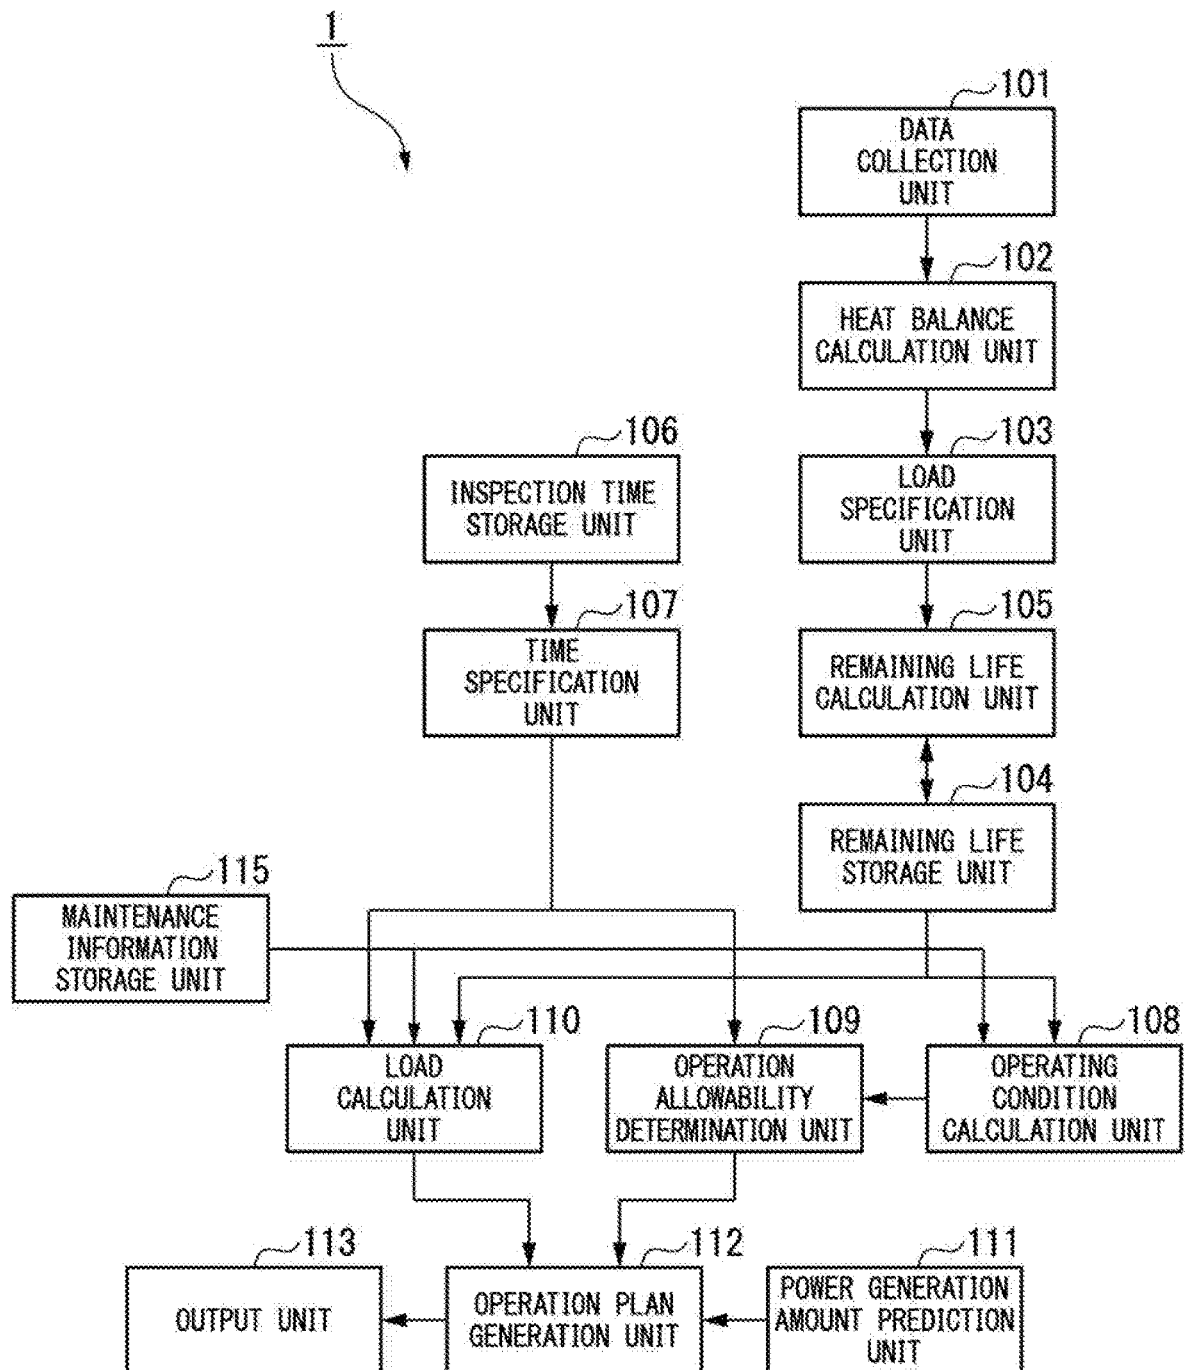 1
101
DATA
COLLECTION
UNIT
102
HEAT BALANCE
CALCULATION UNIT
106
103
INSPECTION TIME
STORAGE UNIT
LOAD
SPECIFICATION
UNIT
107
105
TIME
SPECIFICATION
UNIT
REMAINING LIFE
CALCULATION UNIT
104
REMAINING LIFE
STORAGE UNIT
115
MAINTENANCE
INFORMATION
STORAGE UNIT
110
109
108
LOAD
CALCULATION
UNIT
OPERATION
ALLOWABILITY
DETERMINATION UNIT
OPERATING
CONDITION
CALCULATION UNIT
113
112
111
OUTPUT UNIT
OPERATION PLAN
GENERATION UNIT
POWER GENERATION
AMOUNT PREDICTION
UNIT